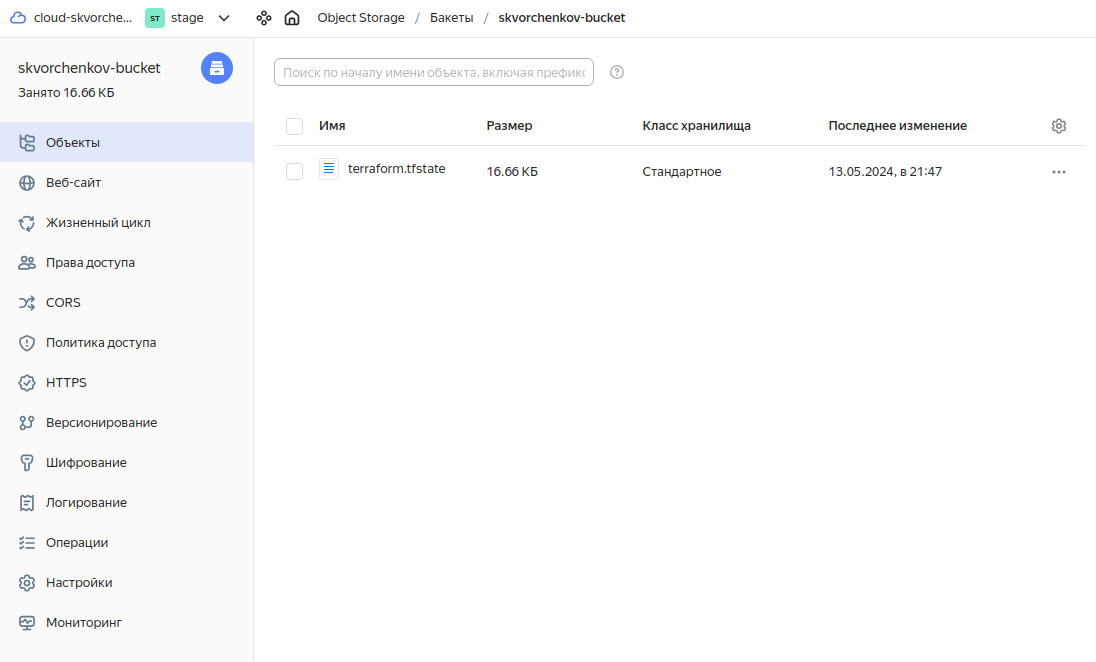 cloud-skvorche... ST stage Object Storage / Бакеты / skvorchenkov-bucket
skvorchenkov-bucket
Занято 16.66 КБ
Объекты
Веб-сайт
Жизненный цикл
Права доступа
CORS
Политика доступа
HTTPS
Версионирование
Шифрование
Логирование
Операции
Настройки
Мониторинг
Поиск по началу имени объекта, включая префикс
Имя Размер Класс хранилища Последнее изменение
terraform.tfstate 16.66 КБ Стандартное 13.05.2024, в 21:47